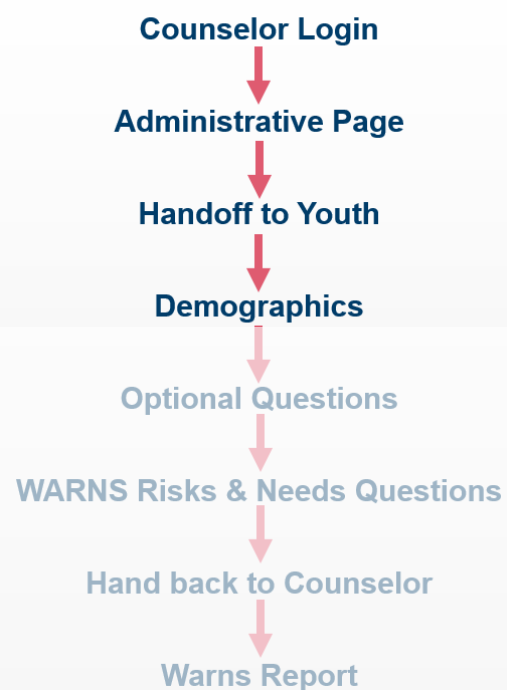 Counselor Login
Administrative Page
Handoff to Youth
Demographics
Optional Questions
WARNS Risks & Needs Questions
Hand back to Counselor
Warns Report